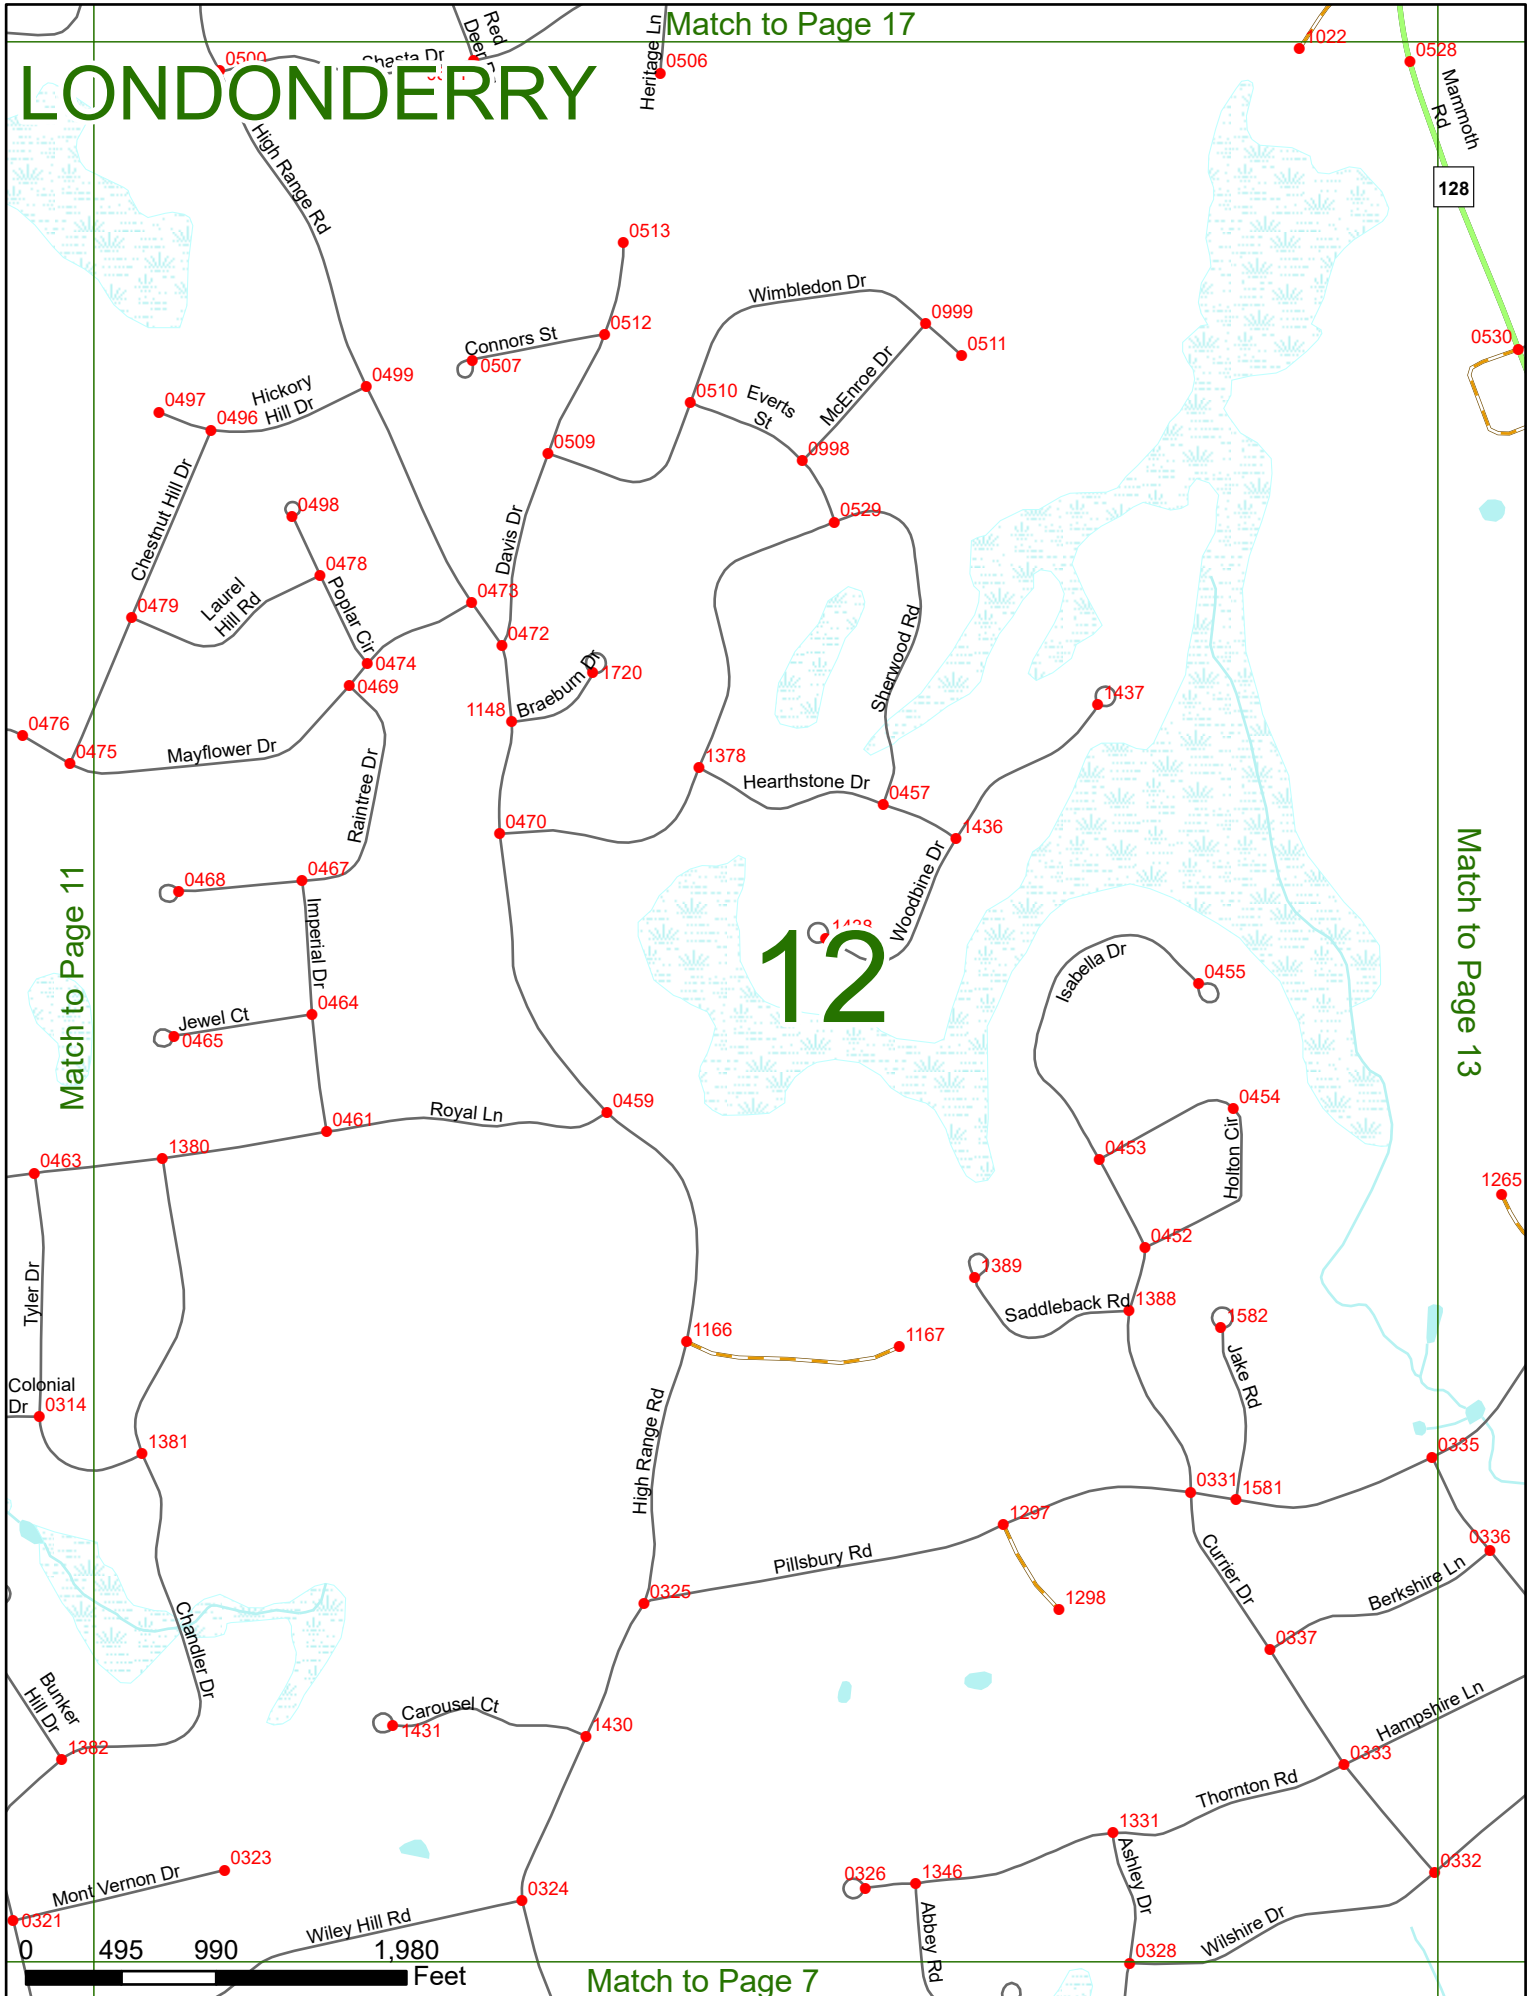 Match to Page 17
Red
Deer
Heritage Ln
0506
1022
0528
Mammoth
Rd
128
0500
Shasta Dr
LONDONDERRY
High Range Rd
0513
0512
Connors St
0507
Wimbledon Dr
0999
0511
McEnroe Dr
0530
0499
Hickory
Hill Dr
0497
0496
0510
Everts
St
0998
0509
0529
Chestnut Hill Dr
0498
0478
Davis Dr
Laurel
Hill Rd
Poplar Cir
0479
0473
0472
0474
0469
Braeburn Dr
1720
1148
Sherwood Rd
1437
0476
0475
Mayflower Dr
Raintree Dr
1378
Hearthstone Dr
0457
1436
0470
0468
0467
Imperial Dr
Woodbine Dr
1438
12
Match to Page 11
Match to Page 13
Isabella Dr
0455
0464
Jewel Ct
0465
0459
Royal Ln
0461
1380
0463
0454
0453
Holton Cir
1265
0452
1389
Saddleback Rd
1388
1582
Jake Rd
Tyler Dr
1166
1167
Colonial
Dr
0314
1381
High Range Rd
0335
0331
1581
1297
Pillsbury Rd
0336
Currier Dr
Berkshire Ln
0325
1298
Chandler Dr
0337
Bunker
Hill Dr
Carousel Ct
1431
1430
1382
Hampshire Ln
0333
Thornton Rd
1331
Ashley Dr
0332
0323
Mont Vernon Dr
0326
1346
0324
Abbey Rd
0321
Wiley Hill Rd
Wilshire Dr
0328
0 495 990 1,980
Feet
Match to Page 7